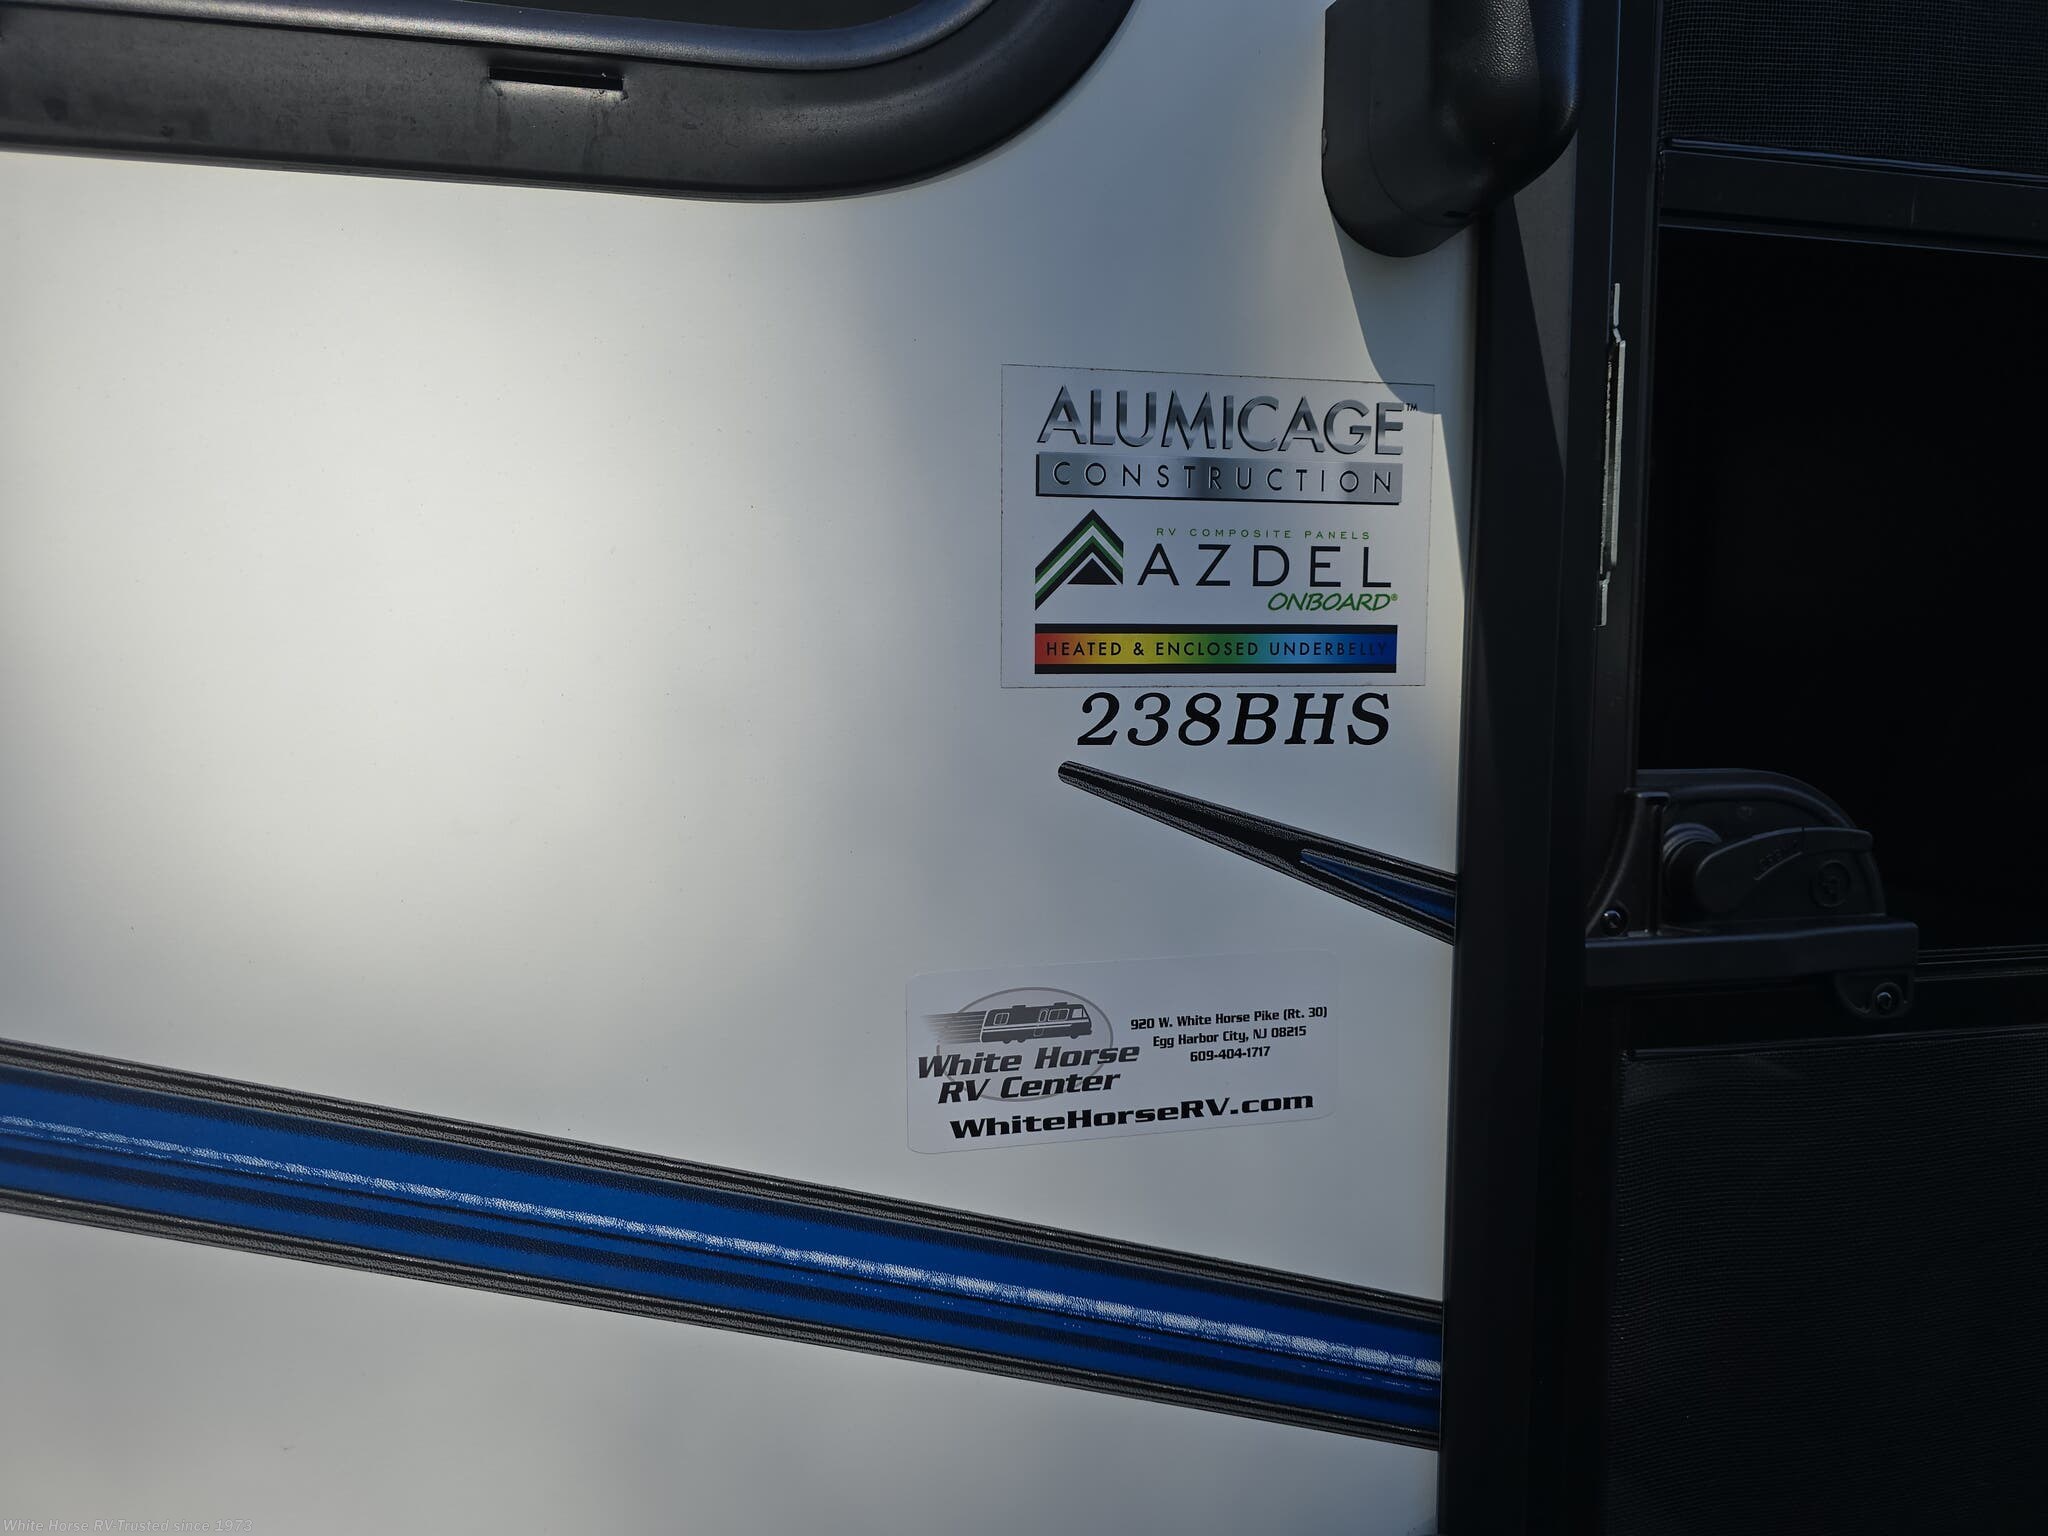 ALUMICAGE™
CONSTRUCTION
RV COMPOSITE PANELS
AZDEL
ONBOARD®
HEATED & ENCLOSED UNDERBELLY
238BHS
920 W. White Horse Pike (Rt. 30)
Egg Harbor City, NJ 08215
609-404-1717
White Horse
RV Center
WhiteHorseRV.com
White Horse RV Trusted since 1973